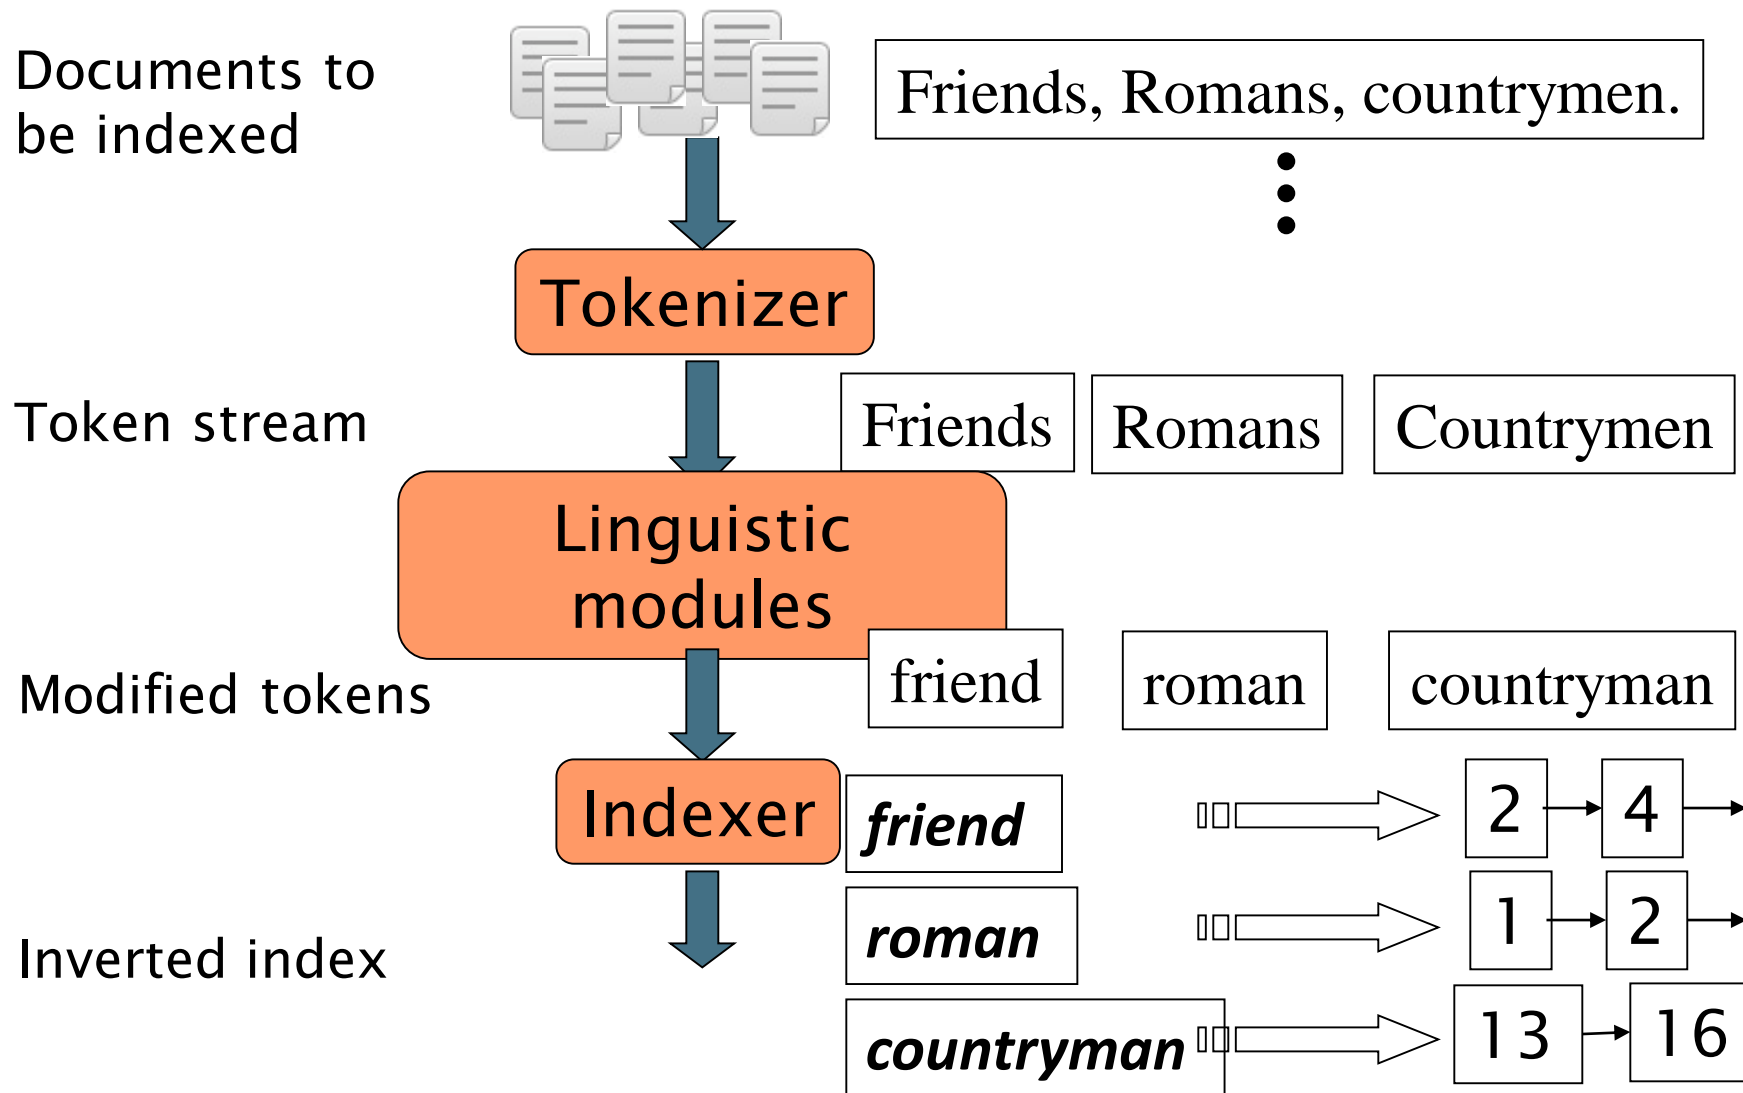 Documents to
be indexed
Friends, Romans, countrymen.
Tokenizer
Token stream
Friends Romans Countrymen
Linguistic
modules
Modified tokens
friend roman countryman
Indexer
friend 2 4
roman 1 2
Inverted index
countryman 13 16